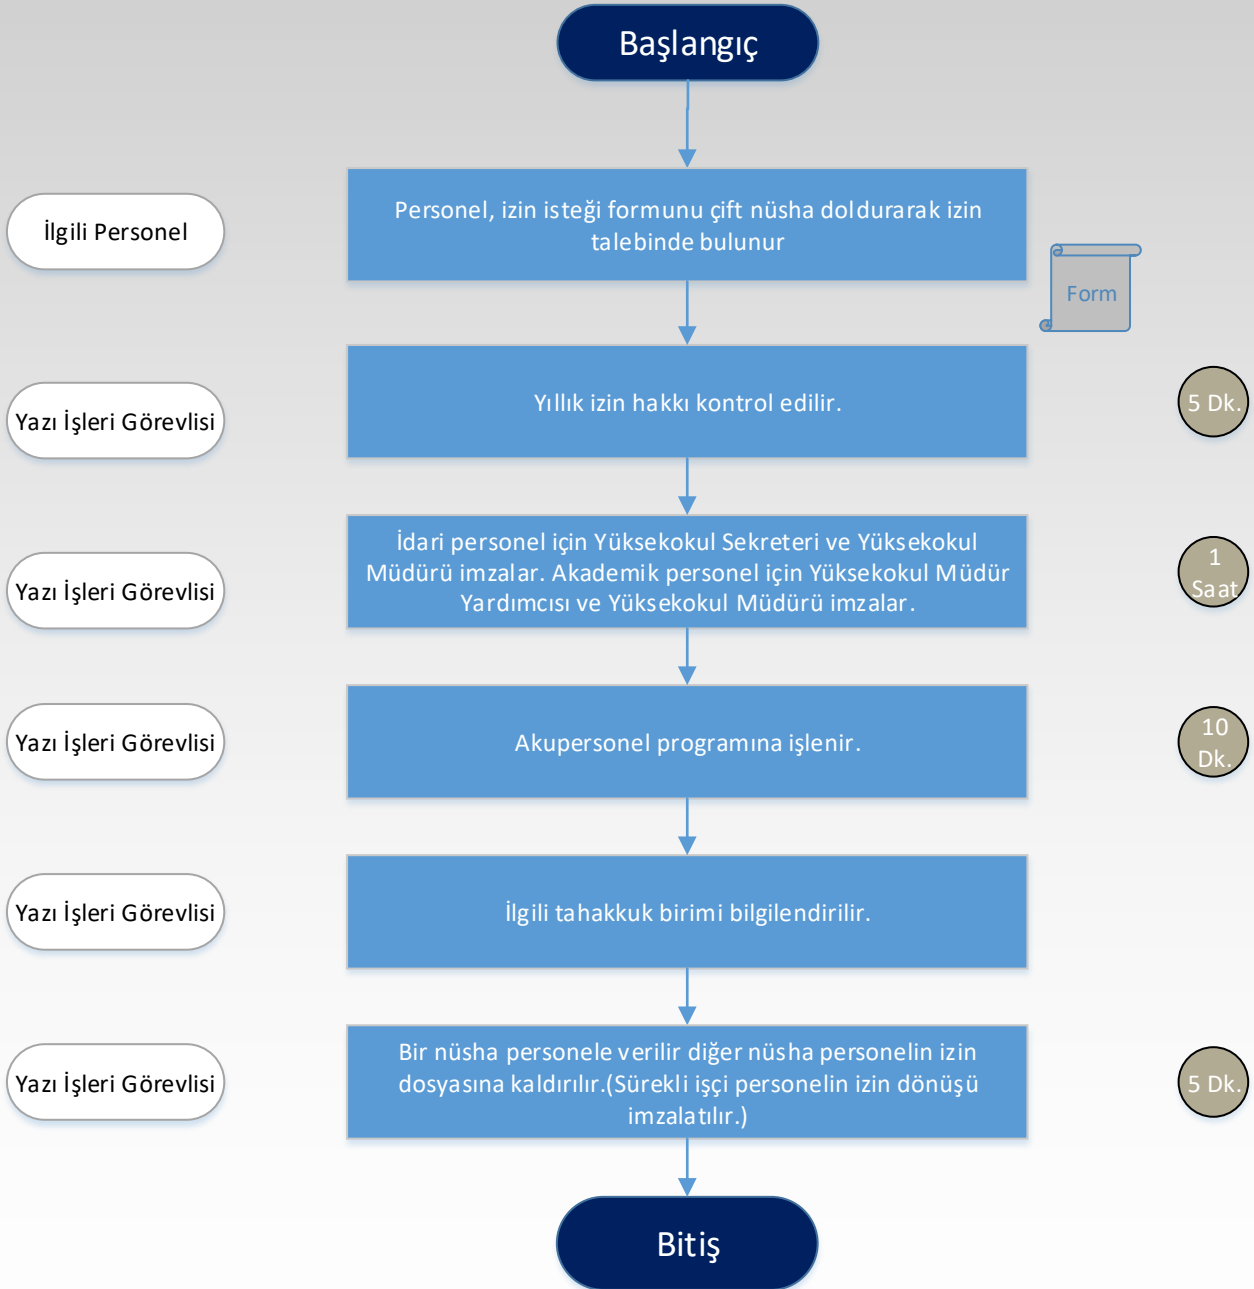 Başlangıç
İlgili Personel
Personel, izin isteği formunu çift nüsha doldurarak izin
talebinde bulunur
Form
Yazı İşleri Görevlisi
Yıllık izin hakkı kontrol edilir.
5 Dk.
Yazı İşleri Görevlisi
İdari personel için Yüksekokul Sekreteri ve Yüksekokul
Müdürü imzalar. Akademik personel için Yüksekokul Müdür
Yardımcısı ve Yüksekokul Müdürü imzalar.
1
Saat
Yazı İşleri Görevlisi
Akupersonel programına işlenir.
10
Dk.
Yazı İşleri Görevlisi
İlgili tahakkuk birimi bilgilendirilir.
Yazı İşleri Görevlisi
Bir nüsha personele verilir diğer nüsha personelin izin
dosyasına kaldırılır.(Sürekli işçi personelin izin dönüşü
imzalatılır.)
5 Dk.
Bitiş